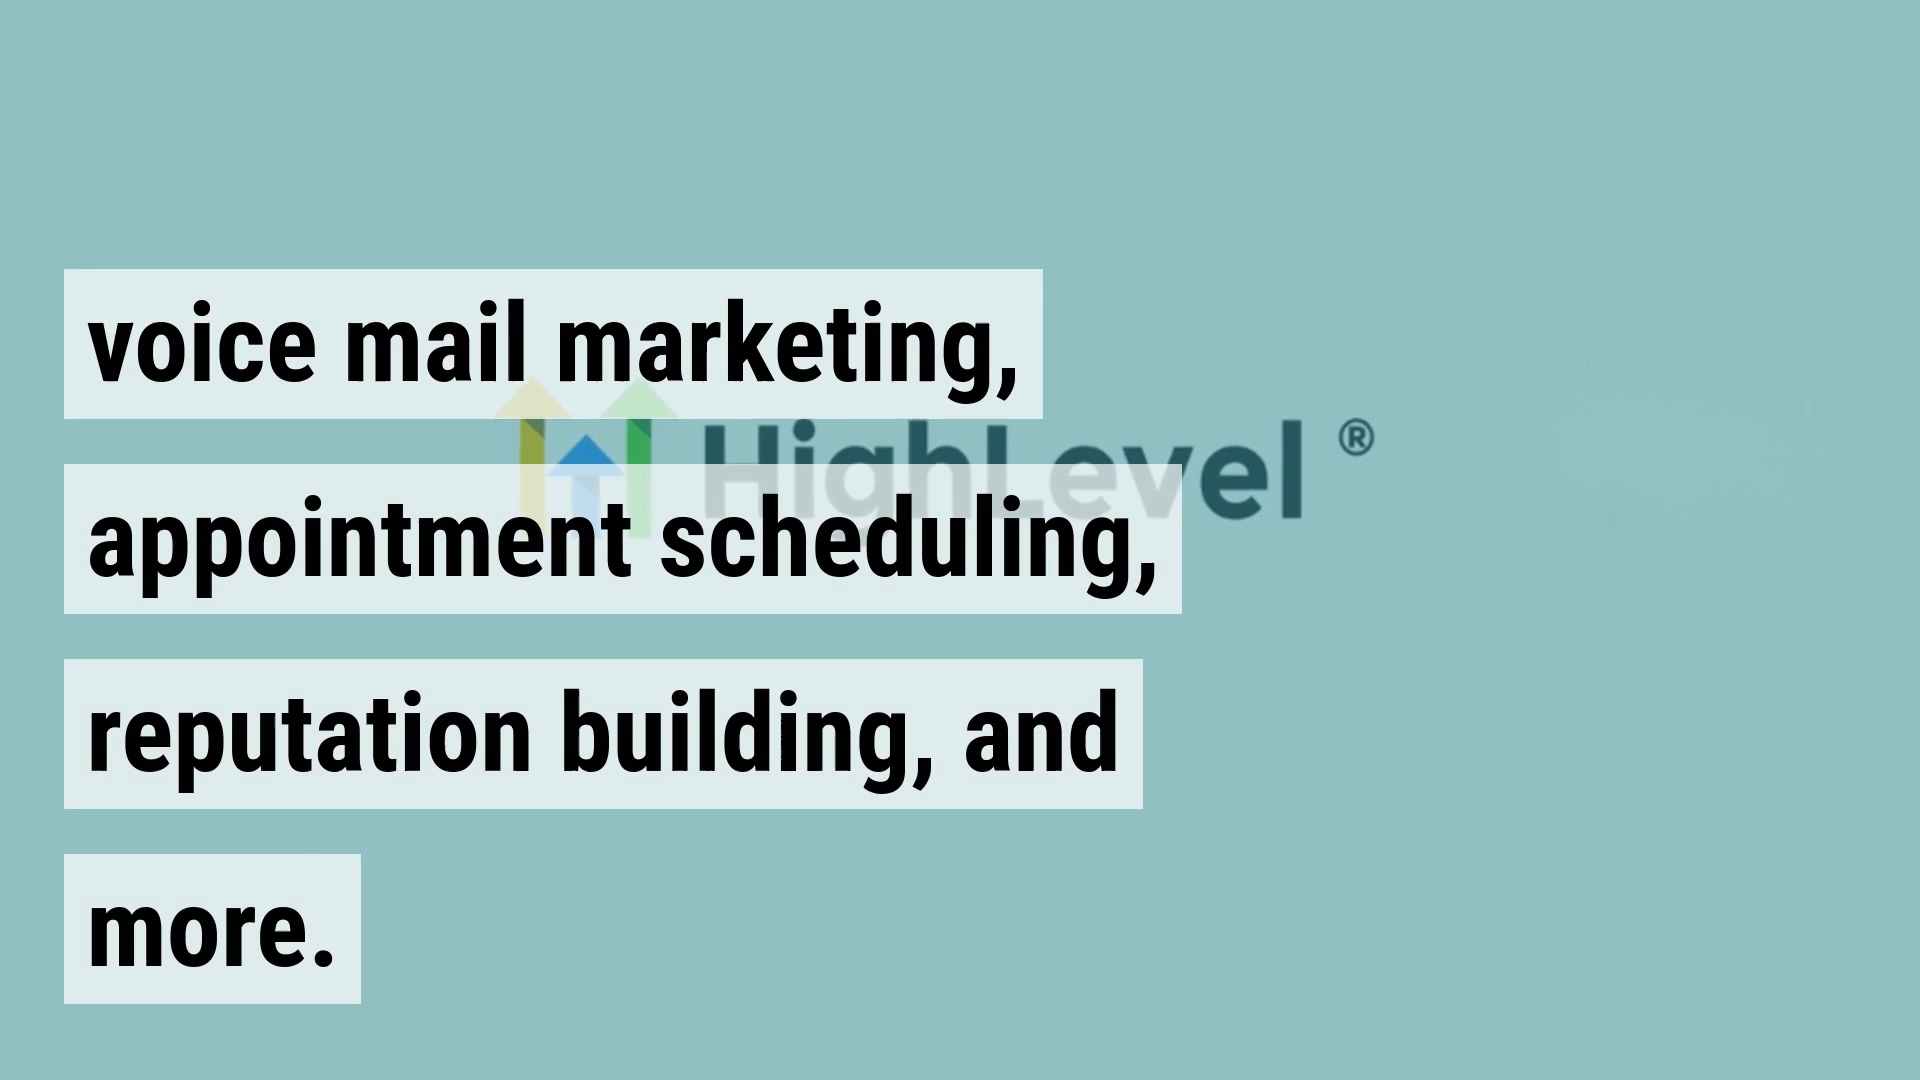 voice mail marketing,
HighLevel ®
appointment scheduling,
reputation building, and
more.